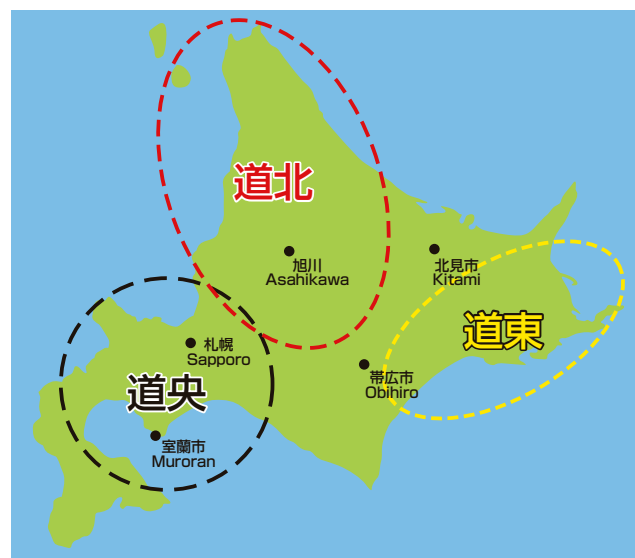 道北
旭川
Asahikawa
北見市
Kitami
道東
札幌
Sapporo
帯広市
Obihiro
道央
室蘭市
Muroran